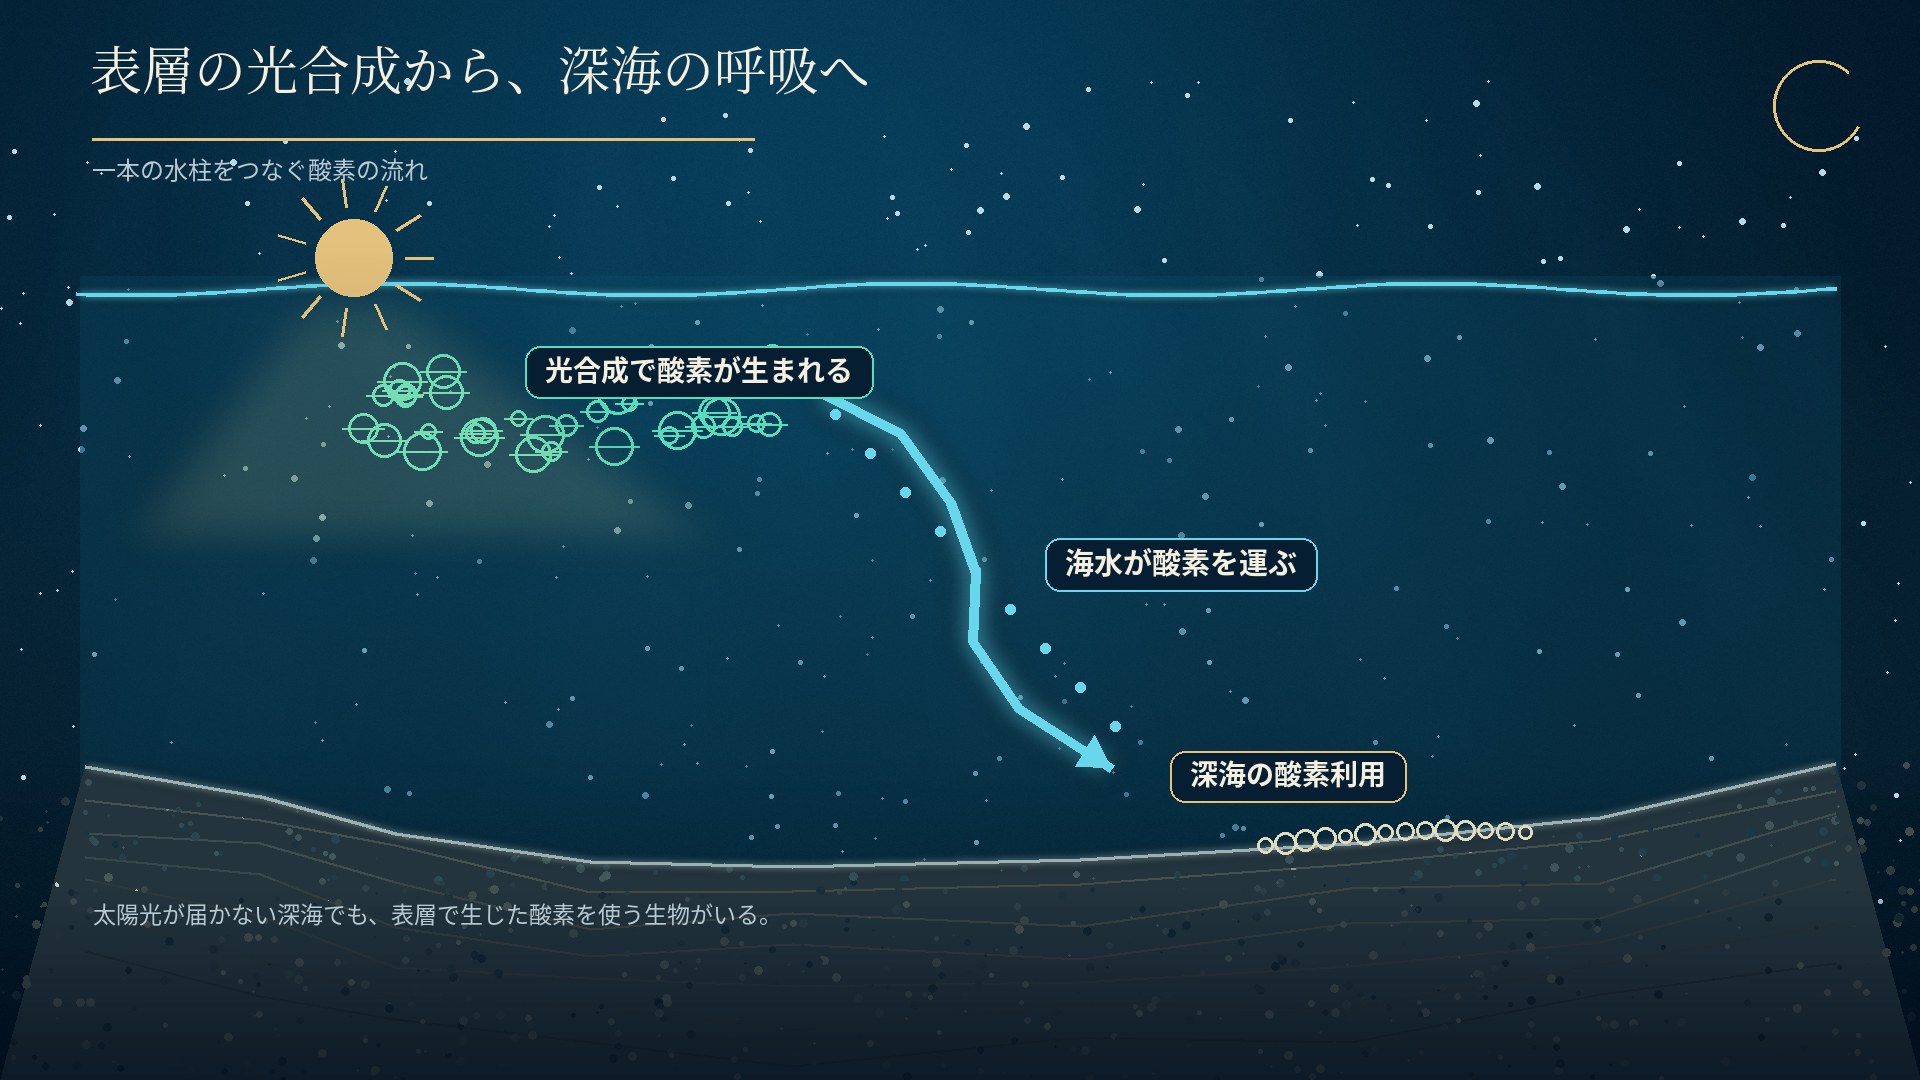 表層の光合成から、深海の呼吸へ
一本の水柱をつなぐ酸素の流れ
光合成で酸素が生まれる
海水が酸素を運ぶ
深海の酸素利用
太陽光が届かない深海でも、表層で生じた酸素を使う生物がいる。